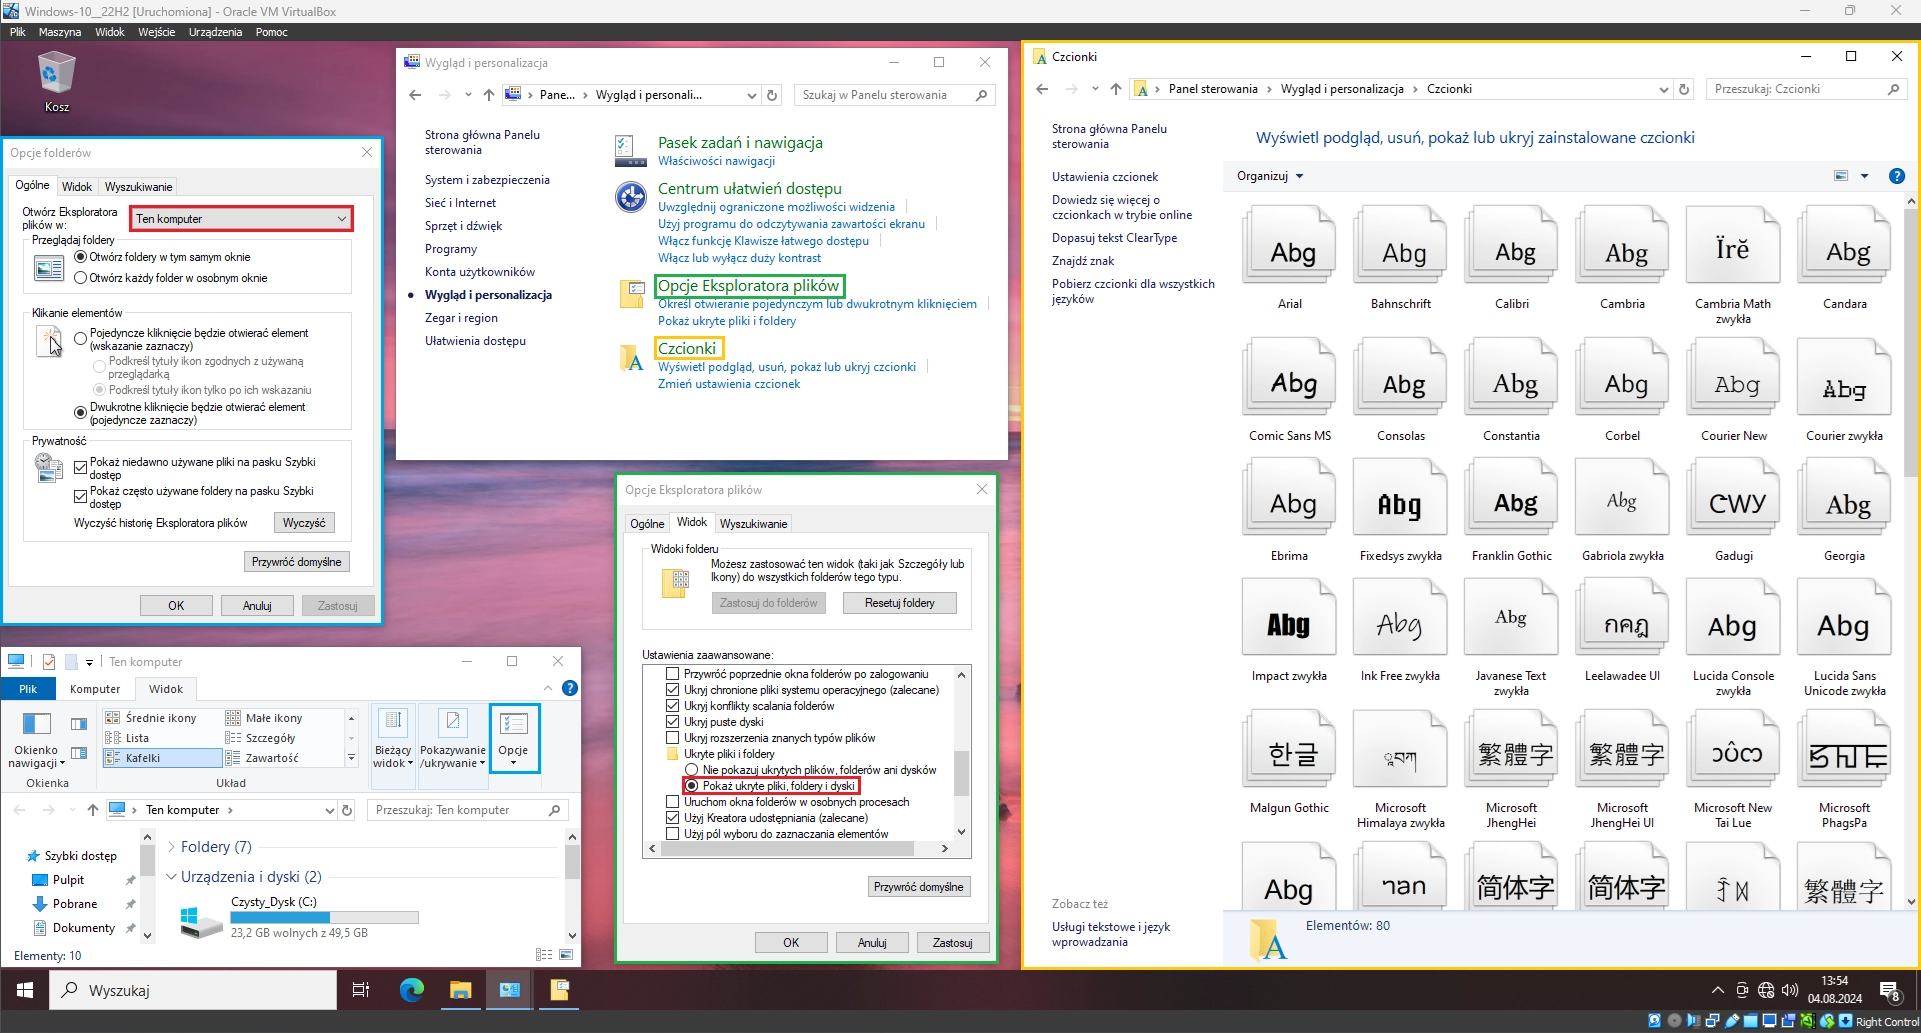 Windows-10__22H2 [Uruchomiona] - Oracle VM VirtualBox
Plik Maszyna Widok Wejście Urządzenia Pomoc
Kosz
Opcje folderów
Ogólne Widok Wyszukiwanie
Otwórz Eksploratora
plików w:
Ten komputer
Przeglądaj foldery
Otwórz foldery w tym samym oknie
Otwórz każdy folder w osobnym oknie
Klikanie elementów
Pojedyncze kliknięcie będzie otwierać element
(wskazanie zaznaczy)
Podkreśl tytuły ikon zgodnych z używaną
przeglądarką
Podkreśl tytuły ikon tylko po ich wskazaniu
Dwukrotne kliknięcie będzie otwierać element
(pojedyncze zaznaczy)
Prywatność
Pokaż niedawno używane pliki na pasku Szybki
dostęp
Pokaż często używane foldery na pasku Szybki
dostęp
Wyczyść historię Eksploratora plików
Wyczyść
Przywróć domyślne
OK Anuluj Zastosuj
Wygląd i personalizacja
Pane... Wygląd i personali...
Szukaj w Panelu sterowania
Strona główna Panelu
sterowania
System i zabezpieczenia
Sieć i Internet
Sprzęt i dźwięk
Programy
Konta użytkowników
Wygląd i personalizacja
Zegar i region
Ułatwienia dostępu
Pasek zadań i nawigacja
Właściwości nawigacji
Centrum ułatwień dostępu
Uwzględnij ograniczone możliwości widzenia
Użyj programu do odczytywania zawartości ekranu
Włącz funkcję Klawisze łatwego dostępu
Włącz lub wyłącz duży kontrast
Opcje Eksploratora plików
Określ otwieranie pojedynczym lub dwukrotnym kliknięciem
Pokaż ukryte pliki i foldery
Czcionki
Wyświetl podgląd, usuń, pokaż lub ukryj czcionki
Zmień ustawienia czcionek
Opcje Eksploratora plików
Ogólne Widok Wyszukiwanie
Widoki folderu
Możesz zastosować ten widok (taki jak Szczegóły lub
Ikony) do wszystkich folderów tego typu.
Zastosuj do folderów Resetuj foldery
Ustawienia zaawansowane:
Przywróć poprzednie okna folderów po zalogowaniu
Ukryj chronione pliki systemu operacyjnego (zalecane)
Ukryj konflikty scalania folderów
Ukryj puste dyski
Ukryj rozszerzenia znanych typów plików
Ukryte pliki i foldery
Nie pokazuj ukrytych plików, folderów ani dysków
Pokaż ukryte pliki, foldery i dyski
Uruchom okna folderów w osobnych procesach
Użyj Kreatora udostępniania (zalecane)
Użyj pól wyboru do zaznaczania elementów
Przywróć domyślne
OK Anuluj Zastosuj
Ten komputer
Plik Komputer Widok
Okienko
nawigacji
Średnie ikony Małe ikony
Lista Szczegóły
Kafelki Zawartość
Bieżący
widok
Pokazywanie
/ukrywanie
Opcje
Okienka Układ
Ten komputer
Przeszukaj: Ten komputer
Szybki dostęp
Pulpit
Pobrane
Dokumenty
Foldery (7)
Urządzenia i dyski (2)
Czysty_Dysk (C:)
23,2 GB wolnych z 49,5 GB
Elementy: 10
Czcionki
Panel sterowania Wygląd i personalizacja Czcionki
Przeszukaj: Czcionki
Strona główna Panelu
sterowania
Ustawienia czcionek
Dowiedz się więcej o
czcionkach w trybie online
Dopasuj tekst ClearType
Znajdź znak
Pobierz czcionki dla wszystkich
języków
Zobacz też
Usługi tekstowe i język
wprowadzania
Wyświetl podgląd, usuń, pokaż lub ukryj zainstalowane czcionki
Organizuj
Abg Abg Abg Abg Ïrĕ Abg
Arial Bahnschrift Calibri Cambria Cambria Math
zwykła Candara
Abg Abg Abg Abg Abg Abg
Comic Sans MS Consolas Constantia Corbel Courier New Courier zwykła
Abg Abg Abg Abg ᑕᘺY Abg
Ebrima Fixedsys zwykła Franklin Gothic Gabriola zwykła Gadugi Georgia
Abg Abg Abg กคฎ Abg Abg
Impact zwykła Ink Free zwykła Javanese Text
zwykła Leelawadee UI Lucida Console
zwykła Lucida Sans
Unicode zwykła
한글 繁體字 繁體字
Malgun Gothic Microsoft
Himalaya zwykła Microsoft
JhengHei Microsoft
JhengHei UI Microsoft New
Tai Lue Microsoft
PhagsPa
Abg 简体字 简体字 繁體字
Elementów: 80
Wyszukaj
13:54
04.08.2024
8
Right Control